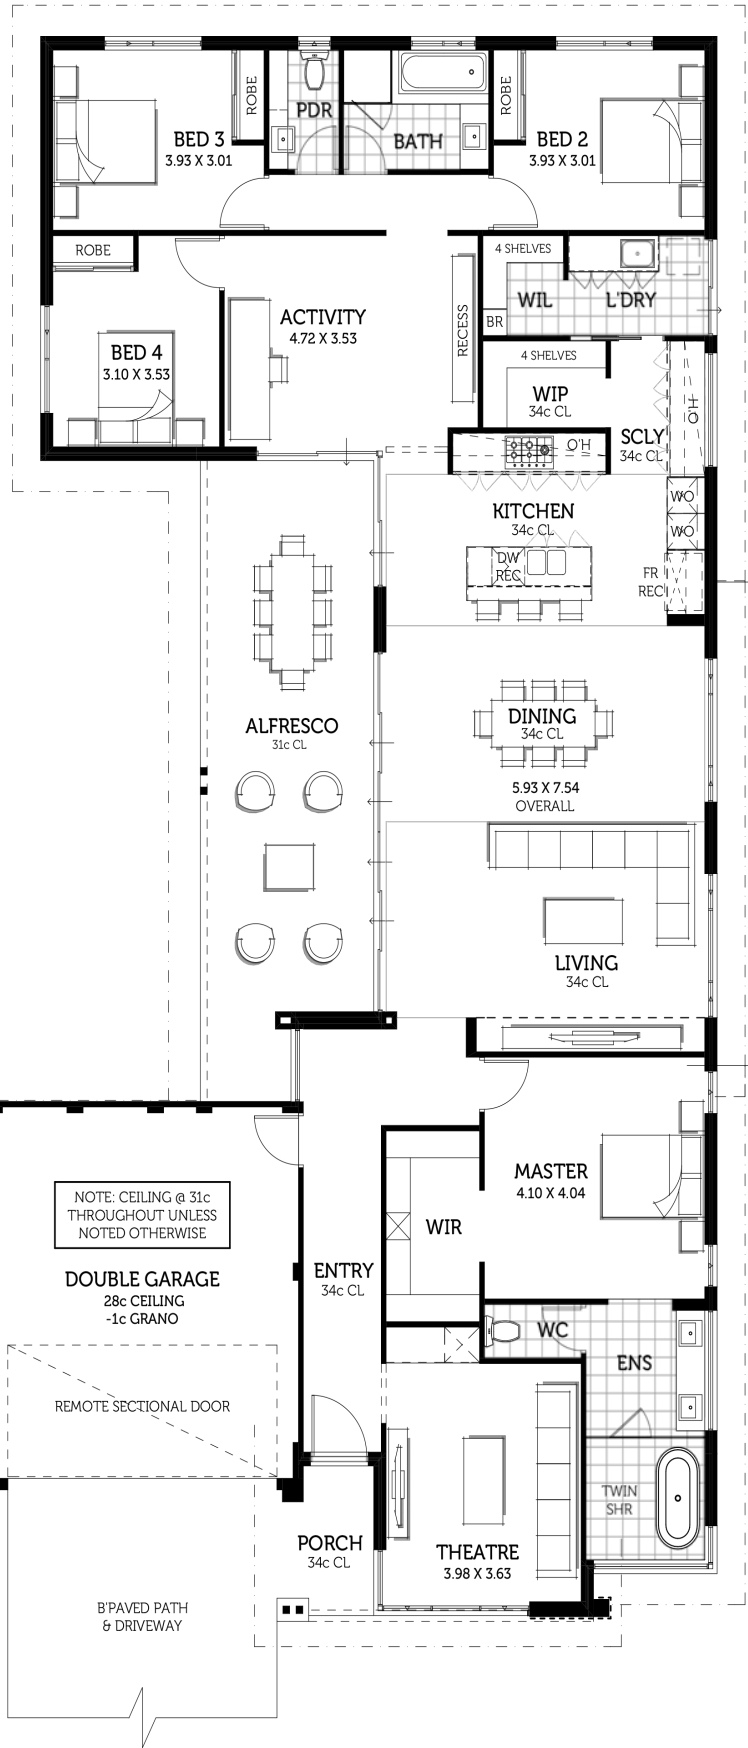 ROBE
PDR
BATH
ROBE
BED 3
3.93 X 3.01
BED 2
3.93 X 3.01
ROBE
4 SHELVES
WIL
L'DRY
BR
ACTIVITY
4.72 X 3.53
RECESS
BED 4
3.10 X 3.53
4 SHELVES
WIP
34c CL
O'H
SCLY
34c CL
O'H
KITCHEN
34c CL
WO
WO
DW
REC
FR
REC
ALFRESCO
31c CL
DINING
34c CL
5.93 X 7.54
OVERALL
LIVING
34c CL
MASTER
4.10 X 4.04
NOTE: CEILING @ 31c
THROUGHOUT UNLESS
NOTED OTHERWISE
WIR
DOUBLE GARAGE
28c CEILING
-1c GRANO
ENTRY
34c CL
WC
ENS
REMOTE SECTIONAL DOOR
TWIN
SHR
PORCH
34c CL
THEATRE
3.98 X 3.63
B'PAVED PATH
& DRIVEWAY